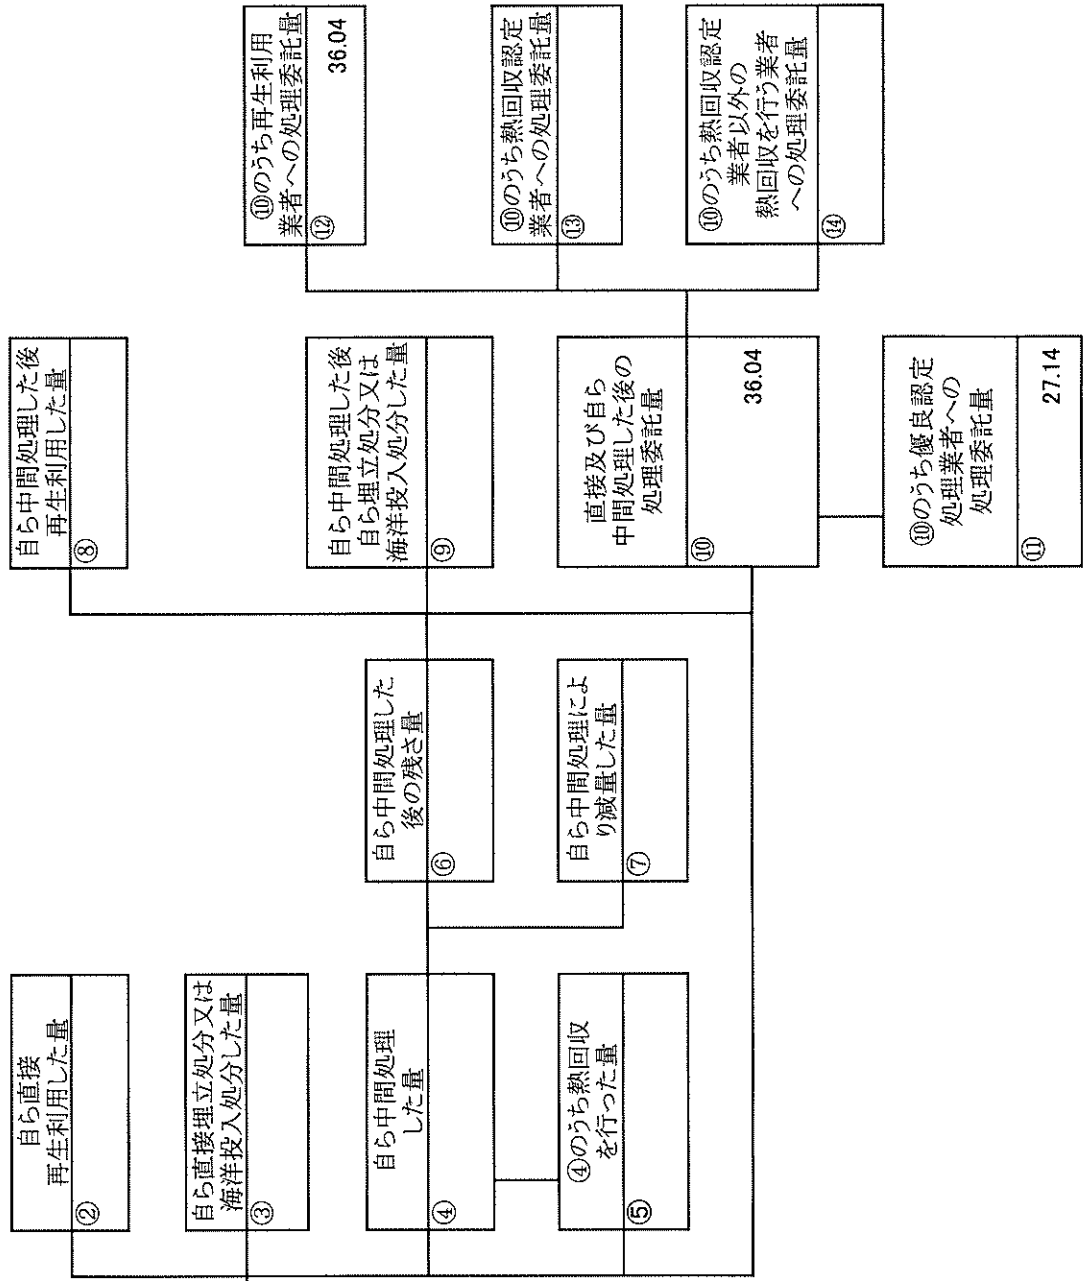 自ら直接
再生利用した量
②
自ら直接埋立処分又は
海洋投入処分した量
③
自ら中間処理
した量
④
④のうち熱回収
を行った量
⑤
自ら中間処理した
後の残さ量
⑥
自ら中間処理によ
り減量した量
⑦
自ら中間処理した後
再生利用した量
⑧
自ら中間処理した後
自ら埋立処分又は
海洋投入処分した量
⑨
直接及び自ら
中間処理した後の
処理委託量
⑩
36.04
⑩のうち優良認定
処理業者への
処理委託量
⑪
27.14
⑩のうち再生利用
業者への処理委託量
⑫
36.04
⑩のうち熱回収認定
業者への処理委託量
⑬
⑩のうち熱回収認定
業者以外の
熱回収を行う業者
への処理委託量
⑭